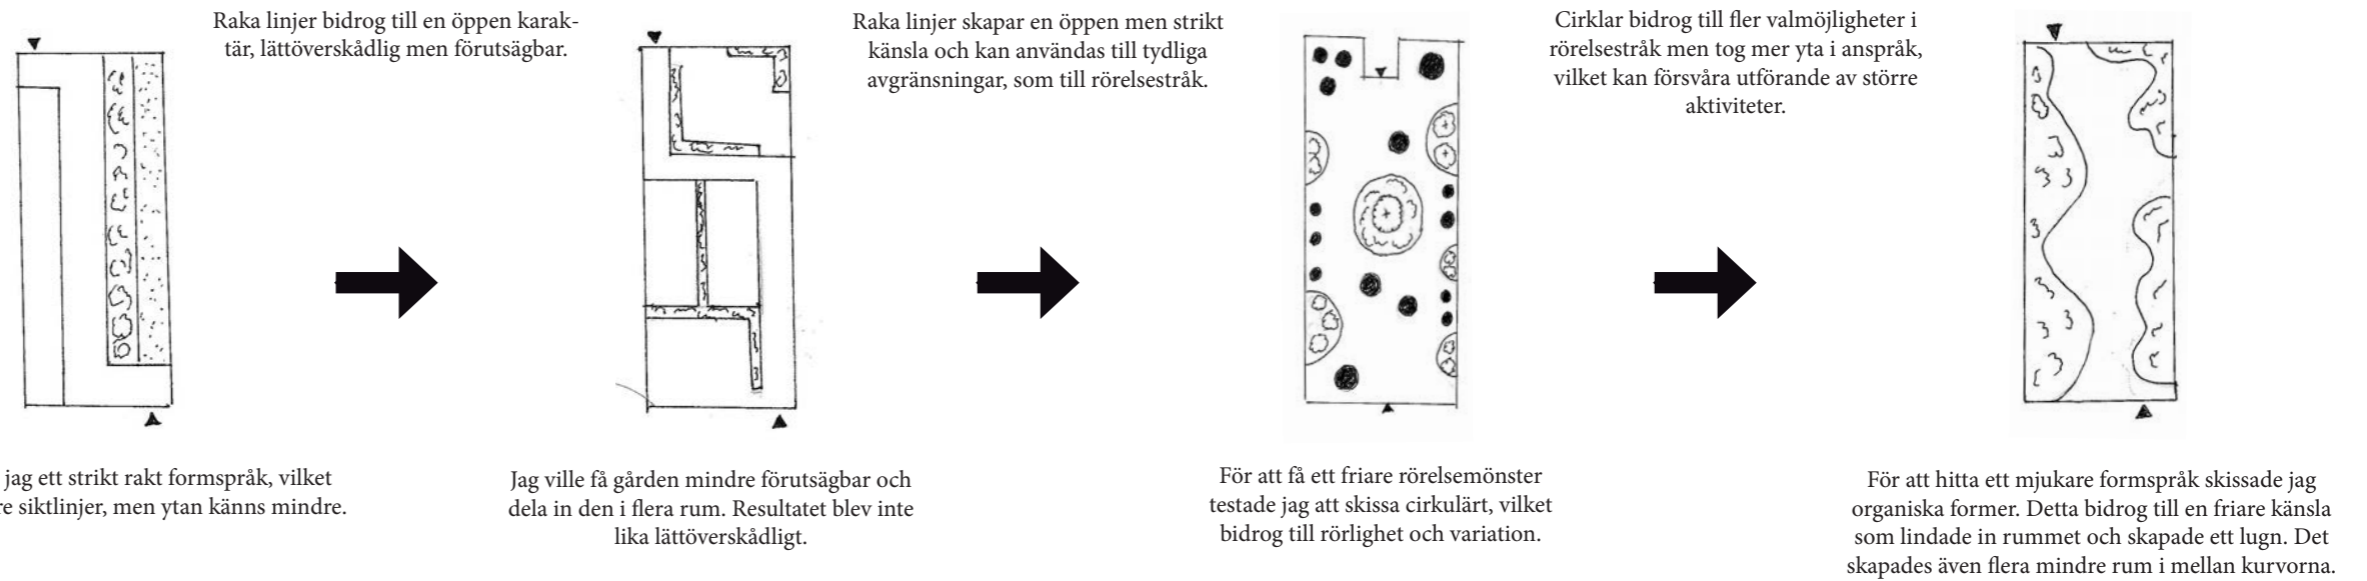 Raka linjer bidrog till en öppen karak-
tär, lättöverskådlig men förutsägbar.
Raka linjer skapar en öppen men strikt
känsla och kan användas till tydliga
avgränsningar, som till rörelsestråk.
Cirklar bidrog till fler valmöjligheter i
rörelsestråk men tog mer yta i anspråk,
vilket kan försvåra utförande av större
aktiviteter.
jag ett strikt rakt formspråk, vilket
re siktlinjer, men ytan känns mindre.
Jag ville få gården mindre förutsägbar och
dela in den i flera rum. Resultatet blev inte
lika lättöverskådligt.
För att få ett friare rörelsemönster
testade jag att skissa cirkulärt, vilket
bidrog till rörlighet och variation.
För att hitta ett mjukare formspråk skissade jag
organiska former. Detta bidrog till en friare känsla
som lindade in rummet och skapade ett lugn. Det
skapades även flera mindre rum i mellan kurvorna.